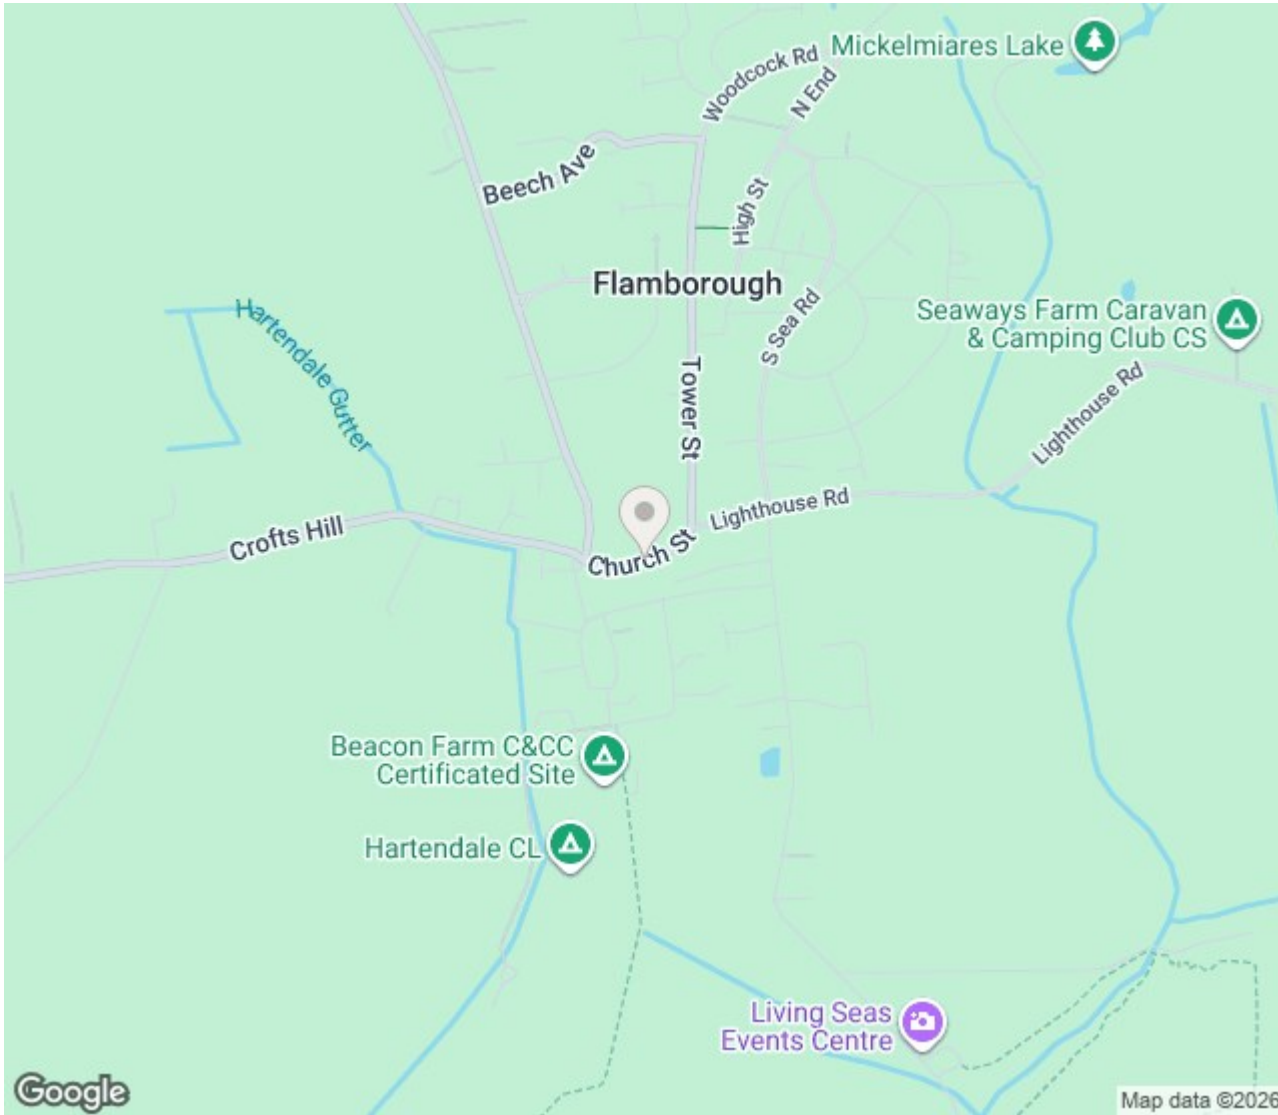 Mickelmiares Lake
Woodcock Rd
N End
Beech Ave
High St
Flamborough
Hartendale Gutter
S Sea Rd
Seaways Farm Caravan
& Camping Club CS
Tower St
Lighthouse Rd
Lighthouse Rd
Crofts Hill
Church St
Beacon Farm C&CC
Certificated Site
Hartendale CL
Living Seas
Events Centre
Google
Map data ©2026